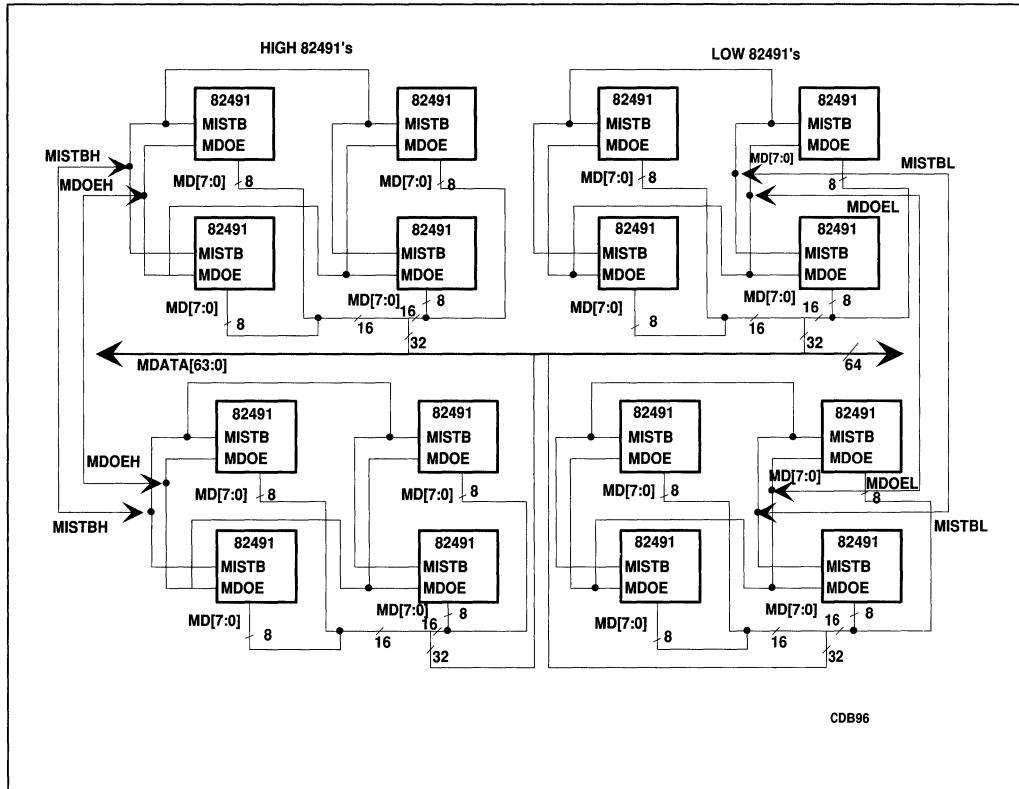 HIGH 82491's
LOW 82491's
82491
MISTB
MDOE
MD[7:0]
8
82491
MISTB
MDOE
MD[7:0]
8
82491
MISTB
MDOE
MD[7:0]
8
82491
MISTB
MDOE
MD[7:0]
8
MISTBH
MDOEH
MISTBL
MDOEL
82491
MISTB
MDOE
MD[7:0]
8
82491
MISTB
MDOE
MD[7:0]
8
82491
MISTB
MDOE
MD[7:0]
8
82491
MISTB
MDOE
MD[7:0]
8
16
16
32
16
16
32
MDATA[63:0]
64
82491
MISTB
MDOE
MD[7:0]
8
82491
MISTB
MDOE
MD[7:0]
8
82491
MISTB
MDOE
MD[7:0]
8
82491
MISTB
MDOE
MD[7:0]
8
MDOEH
MISTBH
MDOEL
MISTBL
82491
MISTB
MDOE
MD[7:0]
8
82491
MISTB
MDOE
MD[7:0]
8
82491
MISTB
MDOE
MD[7:0]
8
82491
MISTB
MDOE
MD[7:0]
8
16
16
32
16
16
32
CDB96